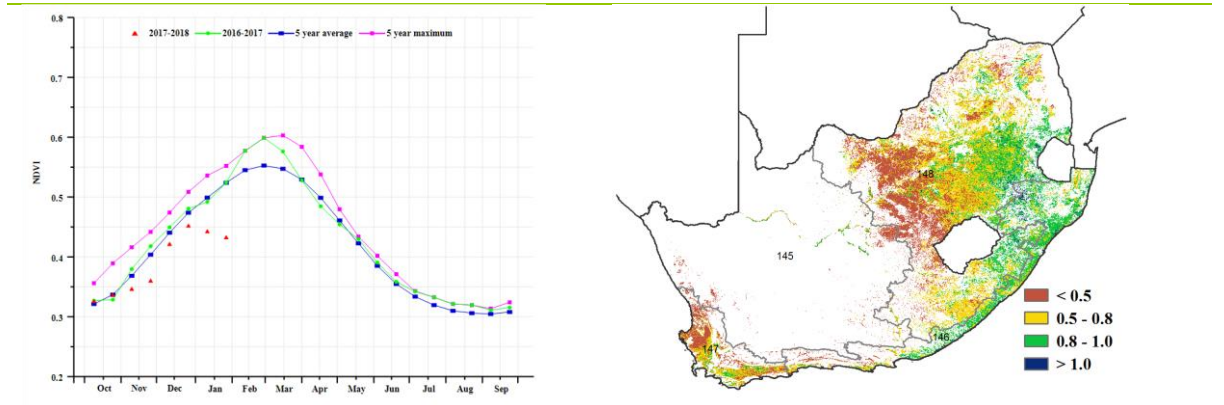 0.8
2017-2018 2016-2017 5 year average 5 year maximum
0.7
0.6
NDVI
0.5
0.4
0.3
0.2
Oct Nov Dec Jan Feb Mar Apr May Jun Jul Aug Sep
148
145
146
147
< 0.5
0.5 - 0.8
0.8 - 1.0
> 1.0